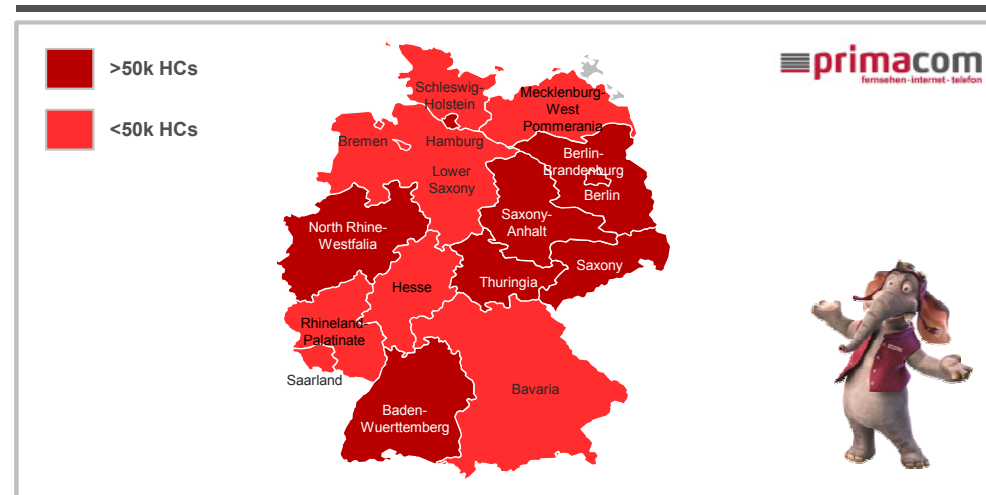 >50k HCs
<50k HCs
primacom
fernsehen-internet-telefon
Schleswig-
Holstein
Mecklenburg-
West
Pommerania
Bremen
Hamburg
Berlin-
Brandenburg
Berlin
Lower
Saxony
Saxony-
Anhalt
North Rhine-
Westfalia
Saxony
Thuringia
Hesse
Rhineland-
Palatinate
Saarland
Bavaria
Baden-
Wuerttemberg